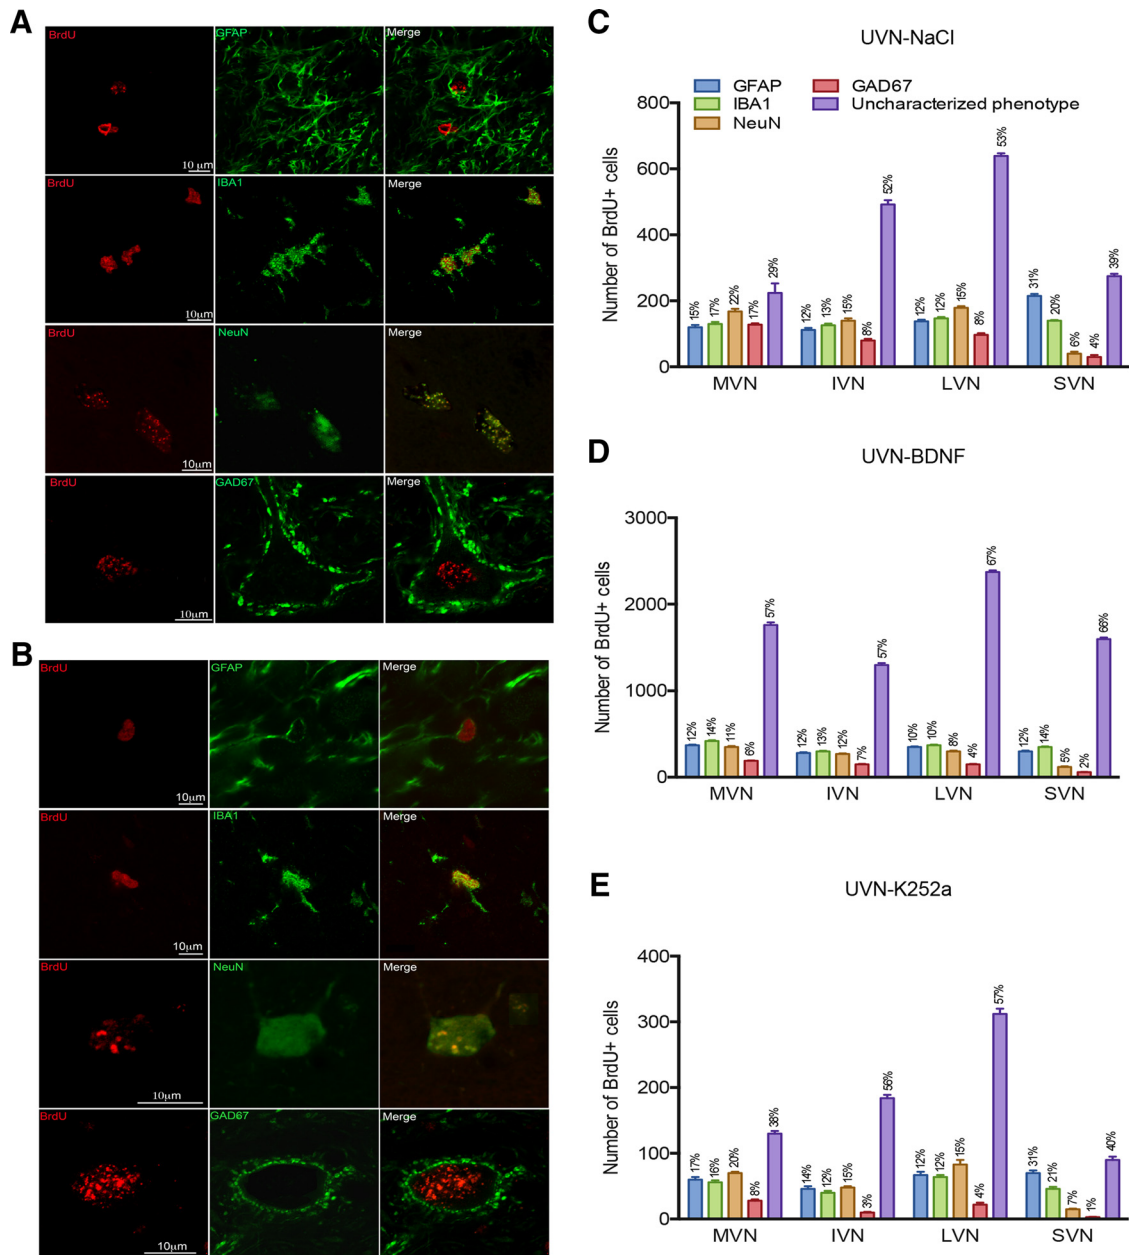 A
BrdU
GFAP
Merge
10 μm
BrdU
IBA1
Merge
10μm
BrdU
NeuN
Merge
10μm
BrdU
GAD67
Merge
10μm
B
BrdU
GFAP
Merge
10μm
BrdU
IBA1
Merge
10μm
BrdU
NeuN
Merge
10μm
BrdU
GAD67
Merge
10μm
C
UVN-NaCl
GFAP
IBA1
NeuN
GAD67
Uncharacterized phenotype
Number of BrdU+ cells
800
600
400
200
0
15% 17% 22% 17% 29%
12% 13% 15% 8% 52%
12% 12% 15% 8% 53%
31% 20% 6% 4% 39%
MVN IVN LVN SVN
D
UVN-BDNF
Number of BrdU+ cells
3000
2000
1000
0
12% 14% 11% 6% 57%
12% 13% 12% 7% 57%
10% 10% 8% 4% 67%
12% 14% 5% 2% 66%
MVN IVN LVN SVN
E
UVN-K252a
Number of BrdU+ cells
400
300
200
100
0
17% 16% 20% 8% 38%
14% 12% 15% 3% 56%
12% 12% 15% 4% 57%
31% 21% 7% 1% 40%
MVN IVN LVN SVN